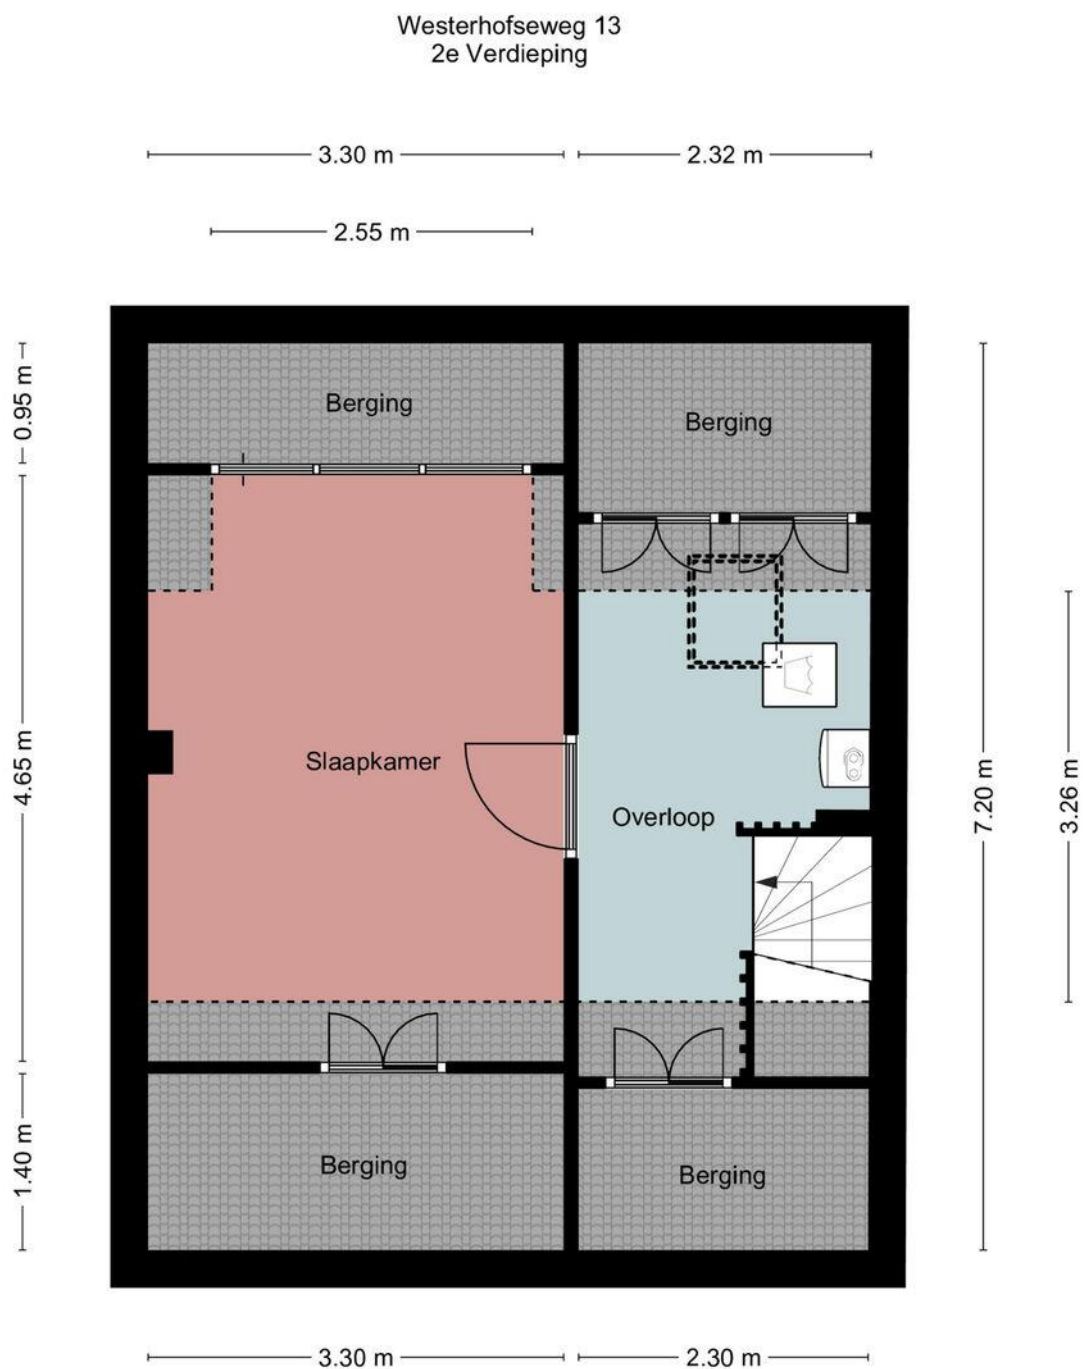 Westerhofseweg 13
2e Verdieping
3.30 m
2.32 m
2.55 m
0.95 m
Berging
Berging
4.65 m
Slaapkamer
Overloop
7.20 m
3.26 m
1.40 m
Berging
Berging
3.30 m
2.30 m